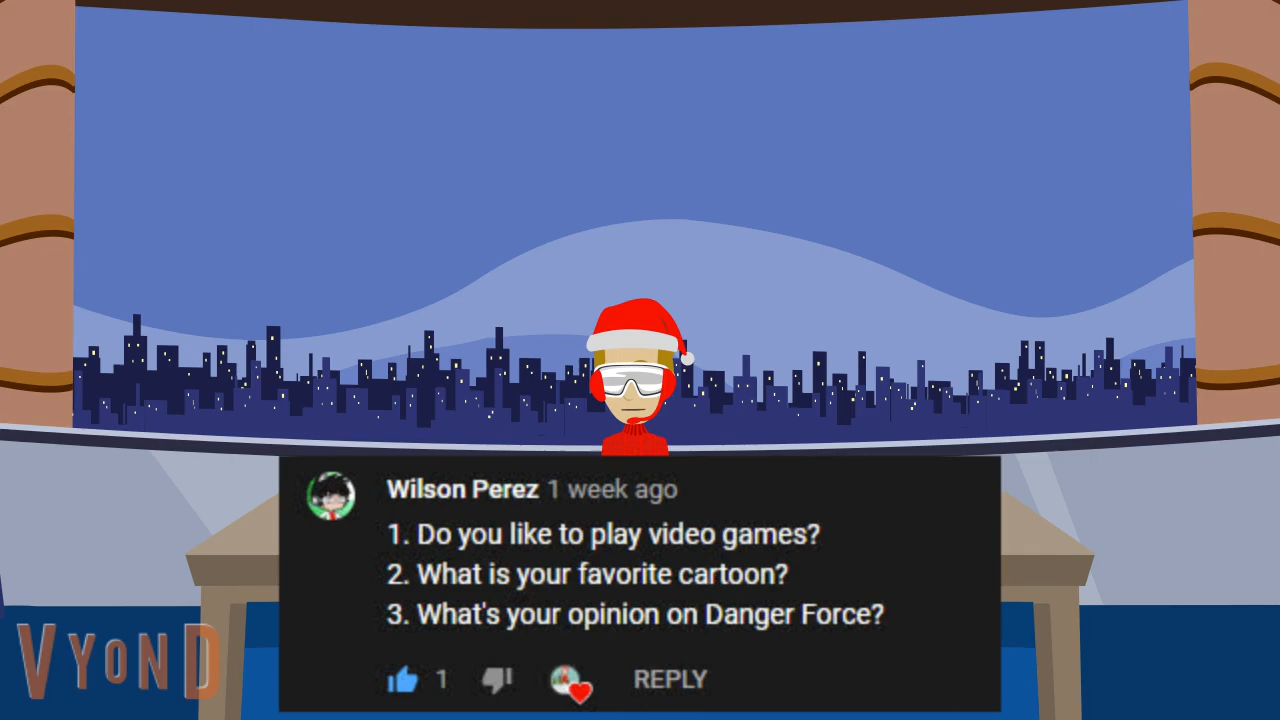 Wilson Perez 1 week ago
1. Do you like to play video games?
2. What is your favorite cartoon?
3. What's your opinion on Danger Force?
1 REPLY
VYOND